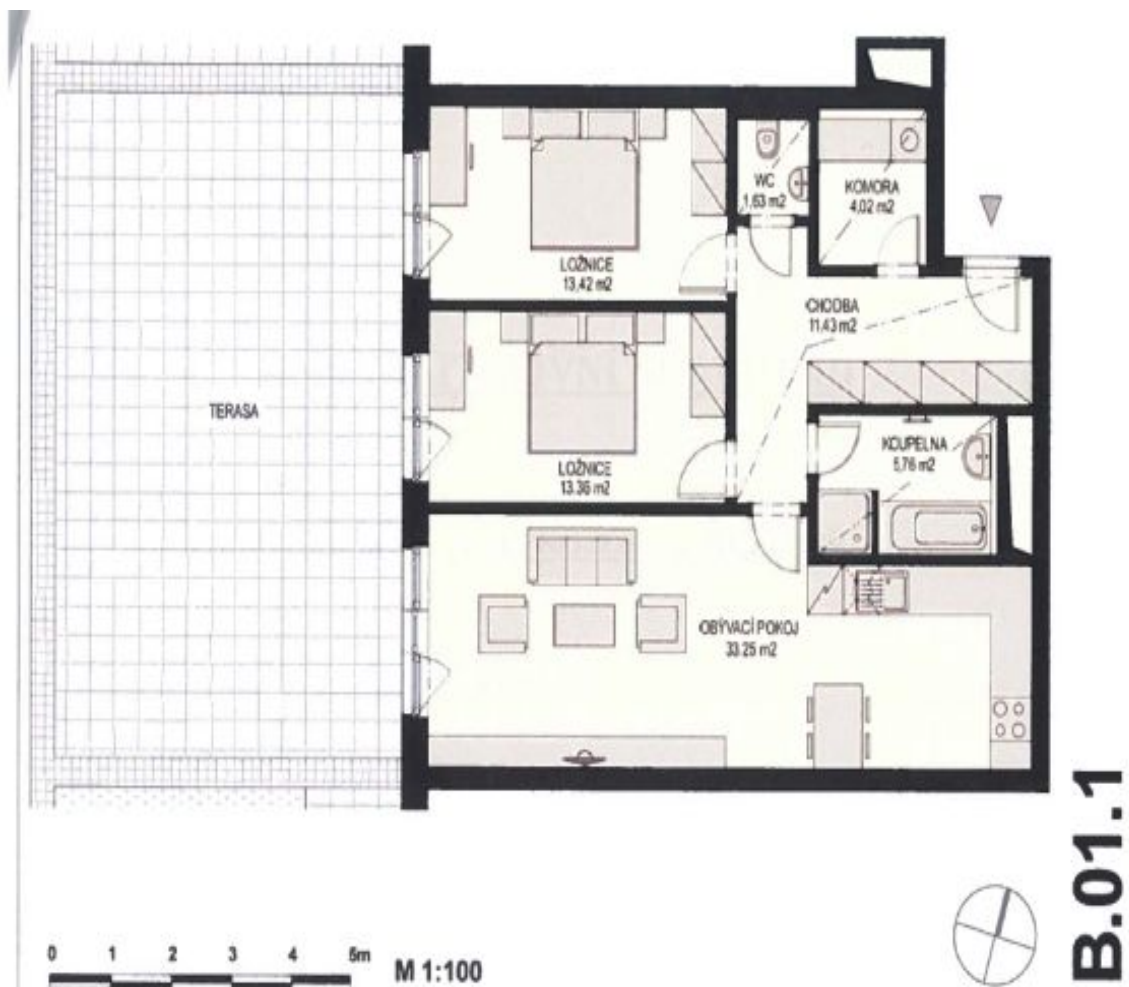 WC
1,63 m2
KOMORA
4,02 m2
LOŽNICE
13,42 m2
CHODBA
11.43 m2
TERASA
LOŽNICE
13.36 m2
KOUPELNA
5,76 m2
OBÝVACÍ POKOJ
33.25 m2
B.01.1
0 1 2 3 4 5m
M 1:100